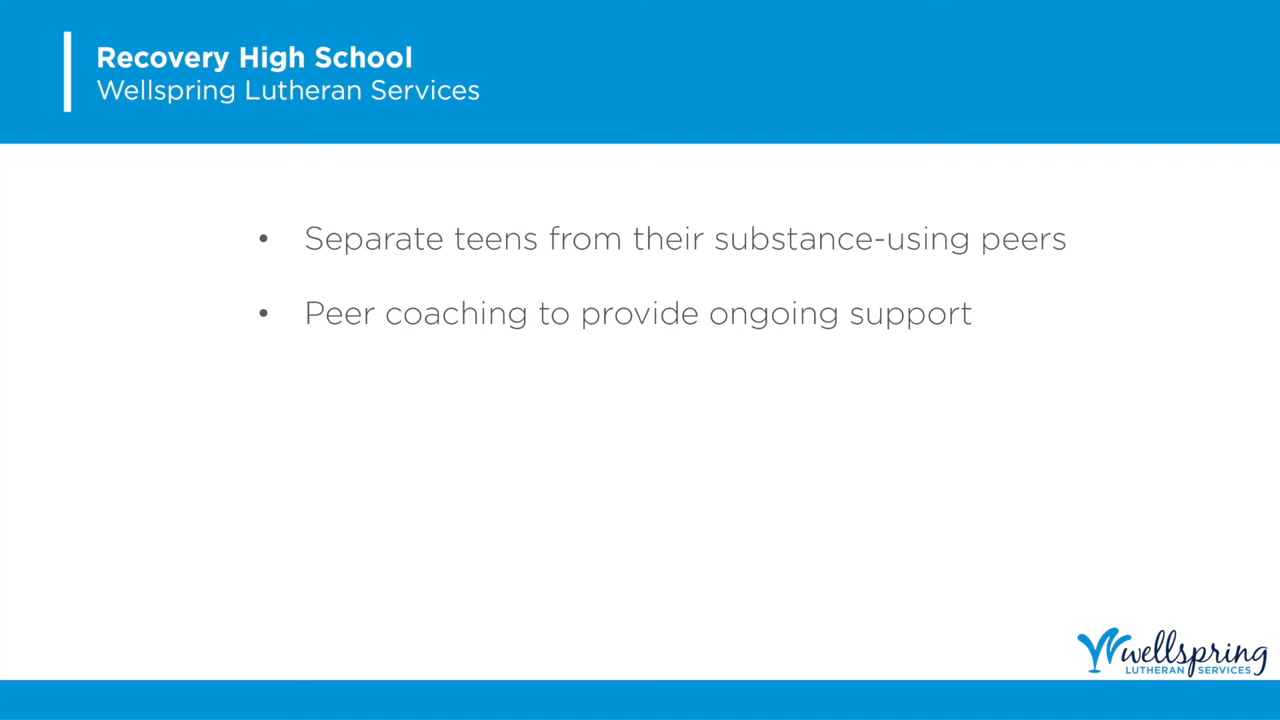 Recovery High School
Wellspring Lutheran Services
• Separate teens from their substance-using peers
• Peer coaching to provide ongoing support
wellspring
LUTHERAN SERVICES